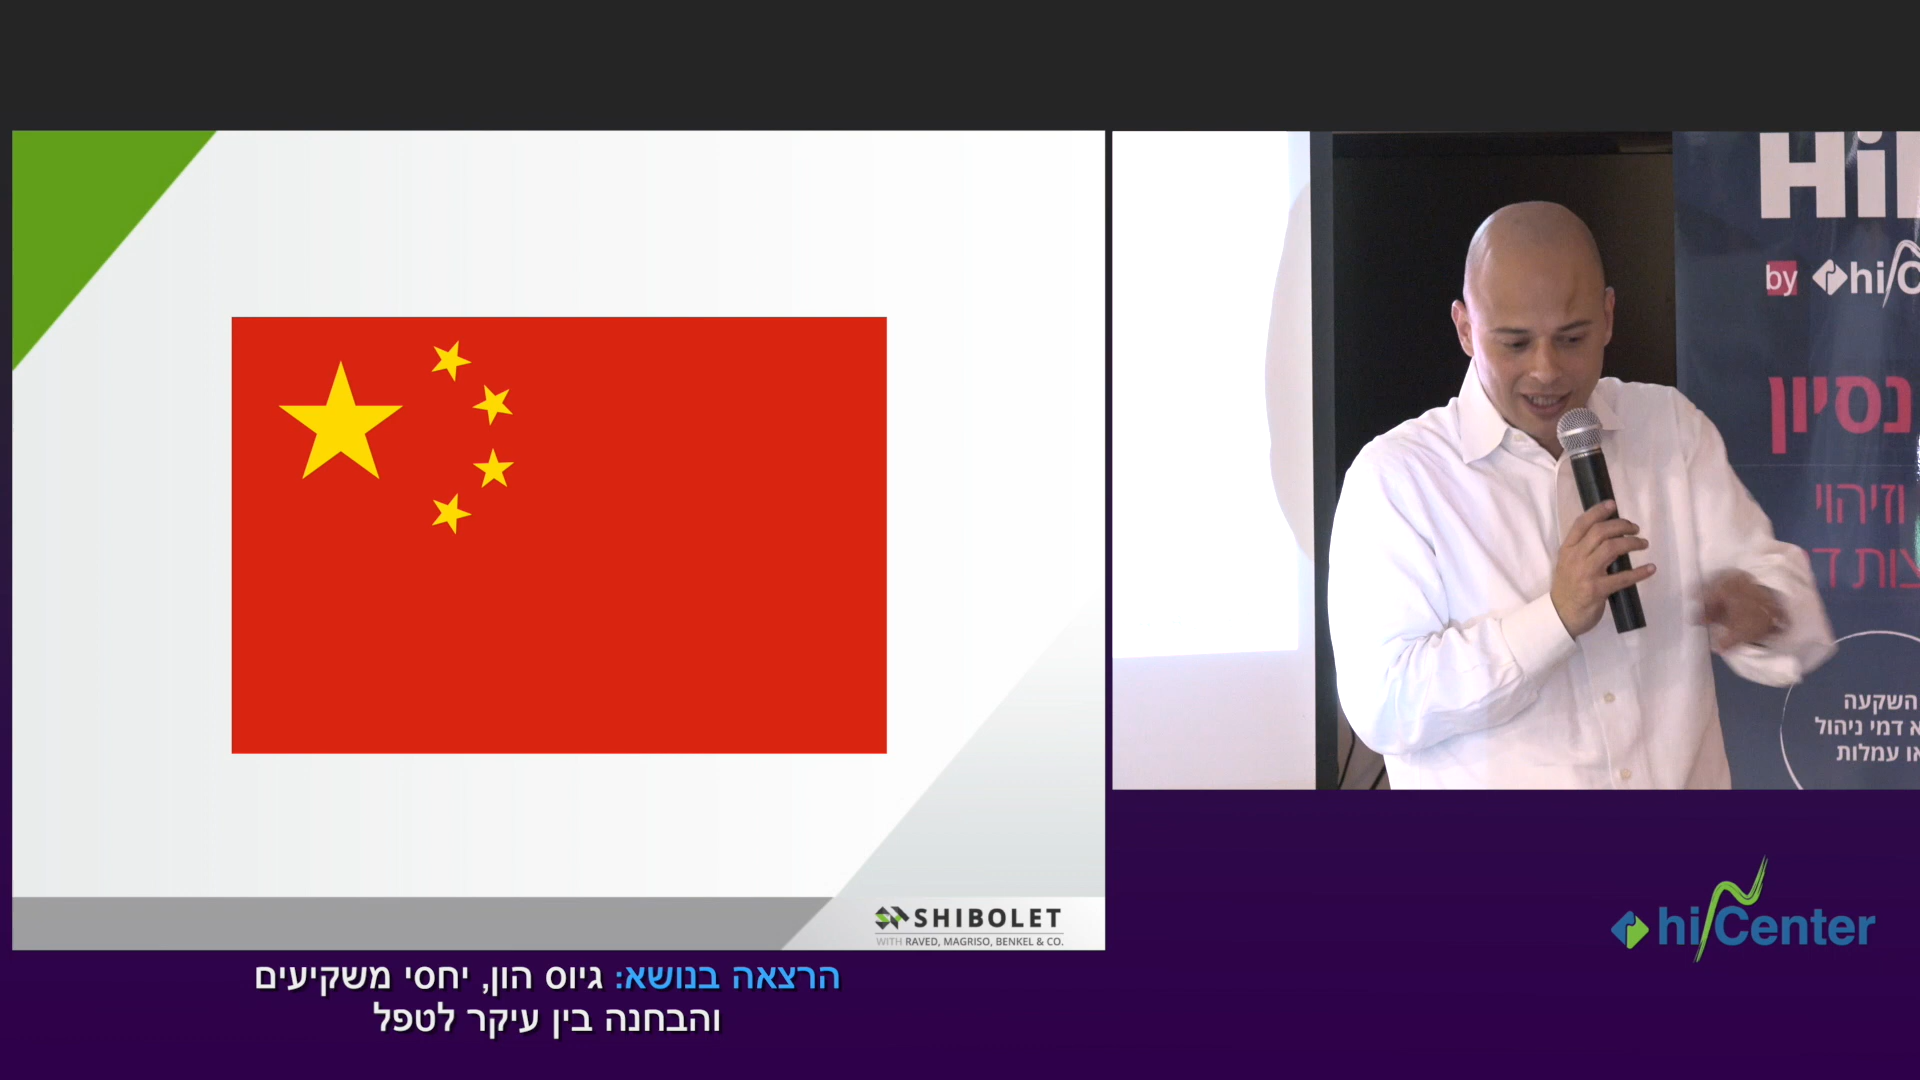 SHIBOLET
WITH RAVED, MAGRISO, BENKEL & CO.
הרצאה בנושא: גיוס הון, יחסי משקיעים
והבחנה בין עיקר לטפל
by hi
נסיון
וזיהוי
השקעה
דמי ניהול
או עמלות
hiCenter